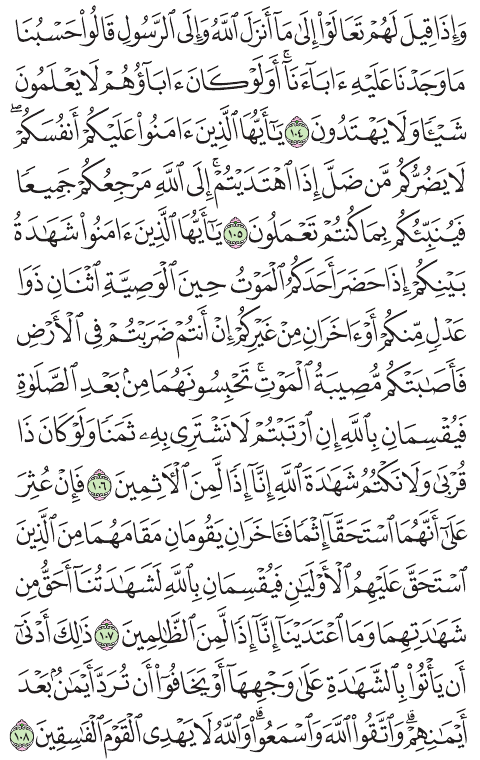 وَإِذَا قِيلَ لَهُمْ تَعَالَوْا۟ إِلَىٰ مَآ أَنزَلَ ٱللَّهُ وَإِلَى ٱلرَّسُولِ قَالُوا۟ حَسْبُنَا
مَا وَجَدْنَا عَلَيْهِ ءَابَآءَنَآ ۚ أَوَلَوْ كَانَ ءَابَآؤُهُمْ لَا يَعْلَمُونَ
شَيْـًٔا وَلَا يَهْتَدُونَ ١٠٤ يَـٰٓأَيُّهَا ٱلَّذِينَ ءَامَنُوا۟ عَلَيْكُمْ أَنفُسَكُمْ ۖ
لَا يَضُرُّكُم مَّن ضَلَّ إِذَا ٱهْتَدَيْتُمْ ۚ إِلَى ٱللَّهِ مَرْجِعُكُمْ جَمِيعًا
فَيُنَبِّئُكُم بِمَا كُنتُمْ تَعْمَلُونَ ١٠٥ يَـٰٓأَيُّهَا ٱلَّذِينَ ءَامَنُوا۟ شَهَـٰدَةُ
بَيْنِكُمْ إِذَا حَضَرَ أَحَدَكُمُ ٱلْمَوْتُ حِينَ ٱلْوَصِيَّةِ ٱثْنَانِ ذَوَا
عَدْلٍ مِّنكُمْ أَوْ ءَاخَرَانِ مِنْ غَيْرِكُمْ إِنْ أَنتُمْ ضَرَبْتُمْ فِى ٱلْأَرْضِ
فَأَصَـٰبَتْكُم مُّصِيبَةُ ٱلْمَوْتِ ۚ تَحْبِسُونَهُمَا مِنۢ بَعْدِ ٱلصَّلَوٰةِ
فَيُقْسِمَانِ بِٱللَّهِ إِنِ ٱرْتَبْتُمْ لَا نَشْتَرِى بِهِۦ ثَمَنًا وَلَوْ كَانَ ذَا
قُرْبَىٰ وَلَا نَكْتُمُ شَهَـٰدَةَ ٱللَّهِ إِنَّآ إِذًا لَّمِنَ ٱلْـَٔاثِمِينَ ١٠٦ فَإِنْ عُثِرَ
عَلَىٰٓ أَنَّهُمَا ٱسْتَحَقَّآ إِثْمًا فَـَٔاخَرَانِ يَقُومَانِ مَقَامَهُمَا مِنَ ٱلَّذِينَ
ٱسْتَحَقَّ عَلَيْهِمُ ٱلْأَوْلَيَـٰنِ فَيُقْسِمَانِ بِٱللَّهِ لَشَهَـٰدَتُنَآ أَحَقُّ مِن
شَهَـٰدَتِهِمَا وَمَا ٱعْتَدَيْنَآ إِنَّآ إِذًا لَّمِنَ ٱلظَّـٰلِمِينَ ١٠٧ ذَٰلِكَ أَدْنَىٰٓ
أَن يَأْتُوا۟ بِٱلشَّهَـٰدَةِ عَلَىٰ وَجْهِهَآ أَوْ يَخَافُوٓا۟ أَن تُرَدَّ أَيْمَـٰنٌۢ بَعْدَ
أَيْمَـٰنِهِمْ ۗ وَٱتَّقُوا۟ ٱللَّهَ وَٱسْمَعُوا۟ ۗ وَٱللَّهُ لَا يَهْدِى ٱلْقَوْمَ ٱلْفَـٰسِقِينَ ١٠٨